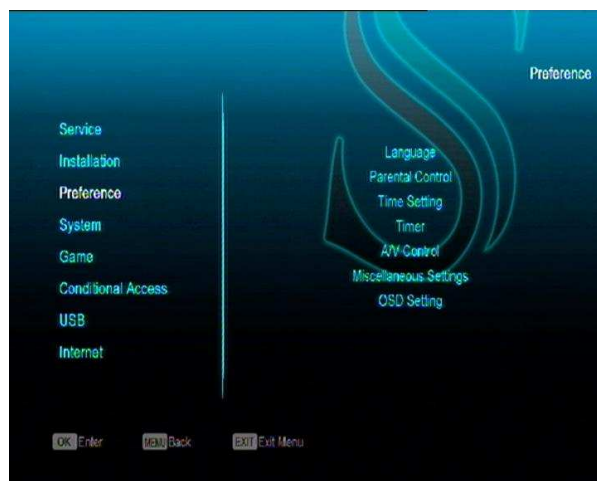 Preference
Service
Installation
Preference
System
Game
Conditional Access
USB
Internet
Language
Parental Control
Time Setting
Timer
A/V Control
Miscellaneous Settings
OSD Setting
OK Enter MENU Back EXIT Exit Menu